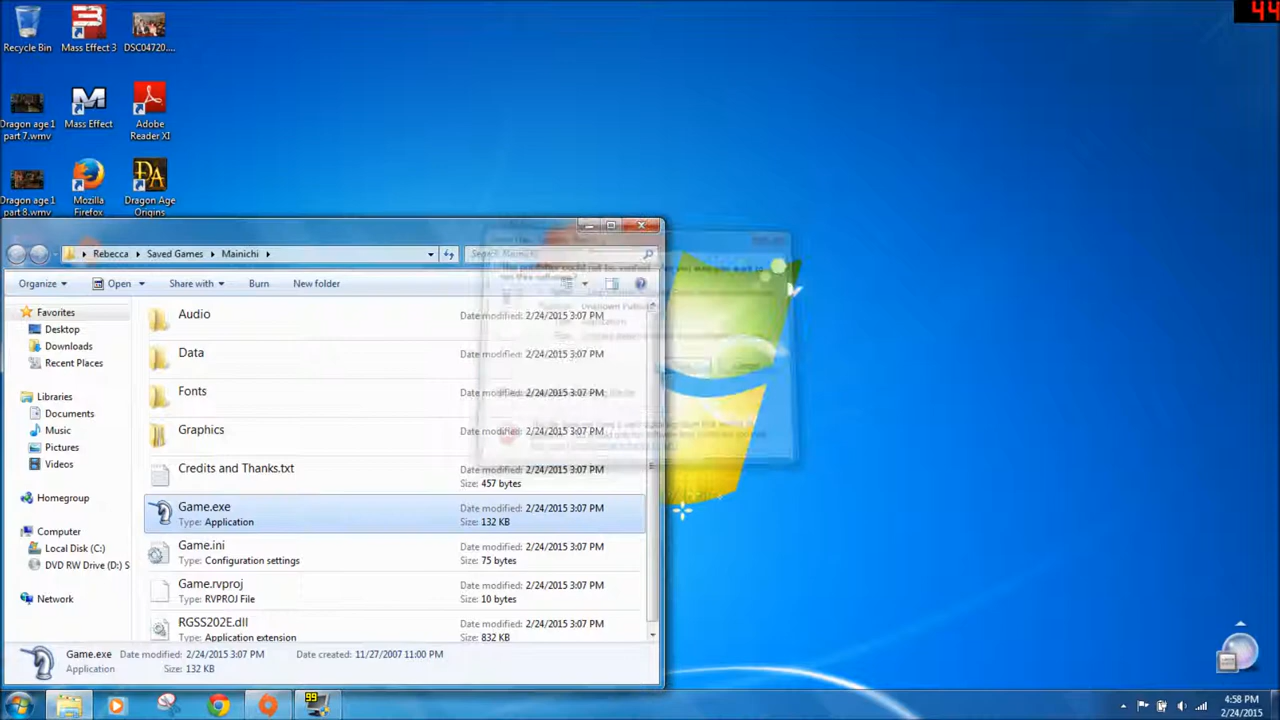 44
Recycle Bin
Mass Effect 3
DSC04720....
Dragon age 1 part 7.wmv
Mass Effect
Adobe Reader XI
Dragon age 1 part 8.wmv
Mozilla Firefox
Dragon Age Origins
Rebecca
Saved Games
Mainichi
Search Mainichi
Organize
Open
Share with
Burn
New folder
Favorites
Desktop
Downloads
Recent Places
Libraries
Documents
Music
Pictures
Videos
Homegroup
Computer
Local Disk (C:)
DVD RW Drive (D:) S
Network
Audio
Date modified: 2/24/2015 3:07 PM
Data
Date modified: 2/24/2015 3:07 PM
Fonts
Date modified: 2/24/2015 3:07 PM
Graphics
Date modified: 2/24/2015 3:07 PM
Credits and Thanks.txt
Date modified: 2/24/2015 3:07 PM
Size: 457 bytes
Game.exe
Date modified: 2/24/2015 3:07 PM
Type: Application
Size: 132 KB
Game.ini
Date modified: 2/24/2015 3:07 PM
Type: Configuration settings
Size: 75 bytes
Game.rvproj
Date modified: 2/24/2015 3:07 PM
Type: RVPROJ File
Size: 10 bytes
RGSS202E.dll
Date modified: 2/24/2015 3:07 PM
Type: Application extension
Size: 832 KB
Game.exe Date modified: 2/24/2015 3:07 PM Date created: 11/27/2007 11:00 PM
Application Size: 132 KB
99
4:58 PM
2/24/2015